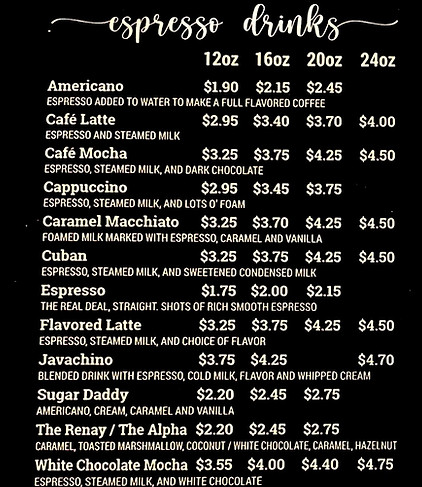 espresso drinks
12oz 16oz 20oz 24oz
Americano $1.90 $2.15 $2.45
ESPRESSO ADDED TO WATER TO MAKE A FULL FLAVORED COFFEE
Café Latte $2.95 $3.40 $3.70 $4.00
ESPRESSO AND STEAMED MILK
Café Mocha $3.25 $3.75 $4.25 $4.50
ESPRESSO, STEAMED MILK, AND DARK CHOCOLATE
Cappuccino $2.95 $3.45 $3.75
ESPRESSO, STEAMED MILK, AND LOTS O' FOAM
Caramel Macchiato $3.25 $3.70 $4.25 $4.50
FOAMED MILK MARKED WITH ESPRESSO, CARAMEL AND VANILLA
Cuban $3.25 $3.75 $4.25 $4.50
ESPRESSO, STEAMED MILK, AND SWEETENED CONDENSED MILK
Espresso $1.75 $2.00 $2.15
THE REAL DEAL, STRAIGHT. SHOTS OF RICH SMOOTH ESPRESSO
Flavored Latte $3.25 $3.75 $4.25 $4.50
ESPRESSO, STEAMED MILK, AND CHOICE OF FLAVOR
Javachino $3.75 $4.25 $4.70
BLENDED DRINK WITH ESPRESSO, COLD MILK, FLAVOR AND WHIPPED CREAM
Sugar Daddy $2.20 $2.45 $2.75
AMERICANO, CREAM, CARAMEL AND VANILLA
The Renay / The Alpha $2.20 $2.45 $2.75
CARAMEL, TOASTED MARSHMALLOW, COCONUT / WHITE CHOCOLATE, CARAMEL, HAZELNUT
White Chocolate Mocha $3.55 $4.00 $4.40 $4.75
ESPRESSO, STEAMED MILK AND WHITE CHOCOLATE